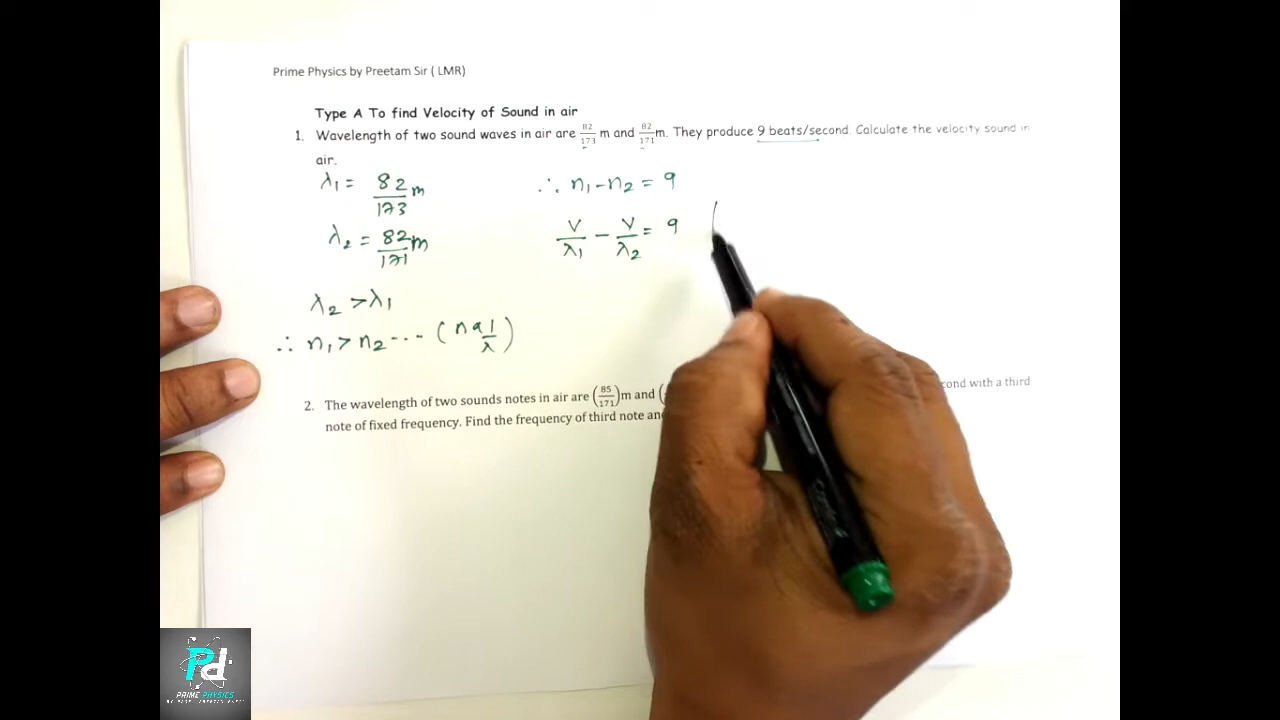 Prime Physics by Preetam Sir ( LMR)
Type A To find Velocity of Sound in air
1. Wavelength of two sound waves in air are 82/173 m and 82/171 m. They produce 9 beats/second. Calculate the velocity sound in
air.
λ1 = 82/173 m
∴ n1 - n2 = 9
λ2 = 82/171 m
V/λ1 - V/λ2 = 9
λ2 > λ1
∴ n1 > n2 --- (n α 1/λ)
2. The wavelength of two sounds notes in air are (85/171) m and ( with a third
note of fixed frequency. Find the frequency of third note
Pd
PRIME PHYSICS